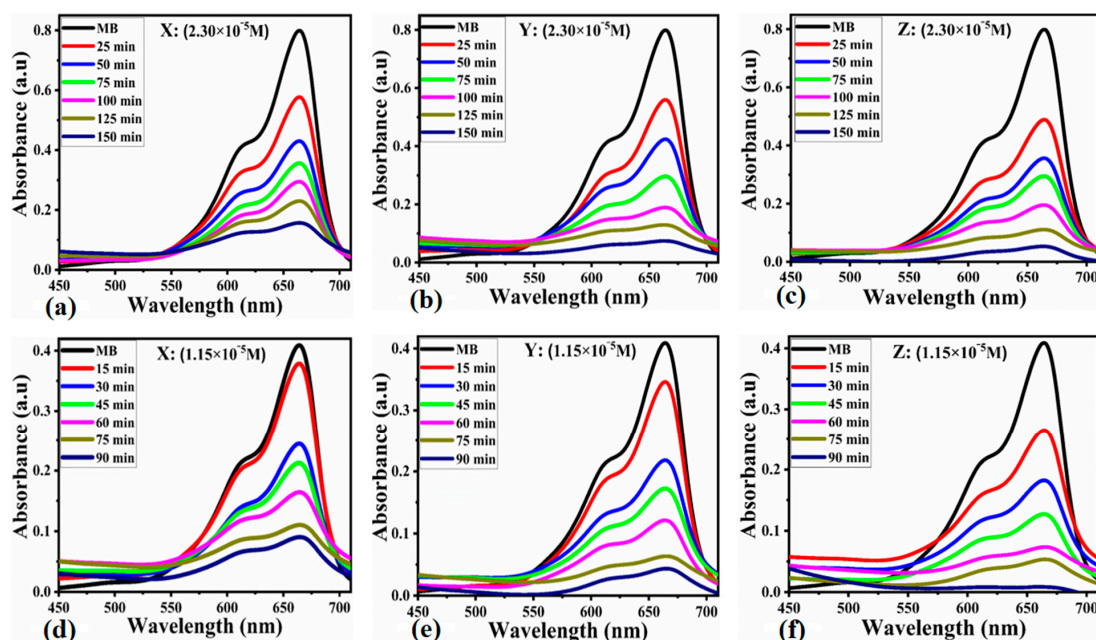 X: (2.30×10⁻⁵M)
MB
25 min
50 min
75 min
100 min
125 min
150 min
0.8
0.6
0.4
0.2
0.0
Absorbance (a.u)
450 500 550 600 650 700
Wavelength (nm)
(a)
Y: (2.30×10⁻⁵M)
MB
25 min
50 min
75 min
100 min
125 min
150 min
0.8
0.6
0.4
0.2
0.0
Absorbance (a.u)
450 500 550 600 650 700
Wavelength (nm)
(b)
Z: (2.30×10⁻⁵M)
MB
25 min
50 min
75 min
100 min
125 min
150 min
0.8
0.6
0.4
0.2
0.0
Absorbance (a.u)
450 500 550 600 650 700
Wavelength (nm)
(c)
X: (1.15×10⁻⁵M)
MB
15 min
30 min
45 min
60 min
75 min
90 min
0.4
0.3
0.2
0.1
0.0
Absorbance (a.u)
450 500 550 600 650 700
Wavelength (nm)
(d)
Y: (1.15×10⁻⁵M)
MB
15 min
30 min
45 min
60 min
75 min
90 min
0.4
0.3
0.2
0.1
0.0
Absorbance (a.u)
450 500 550 600 650 700
Wavelength (nm)
(e)
Z: (1.15×10⁻⁵M)
MB
15 min
30 min
45 min
60 min
75 min
90 min
0.4
0.3
0.2
0.1
0.0
Absorbance (a.u)
450 500 550 600 650 700
Wavelength (nm)
(f)